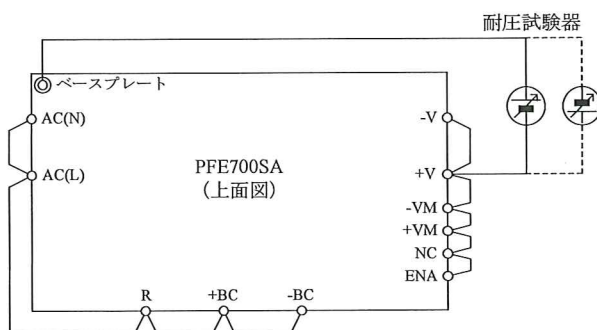 耐圧試験器
ベースプレート
AC(N)
-V
AC(L)
PFE700SA
(上面図)
+V
-VM
+VM
NC
ENA
R
+BC
-BC